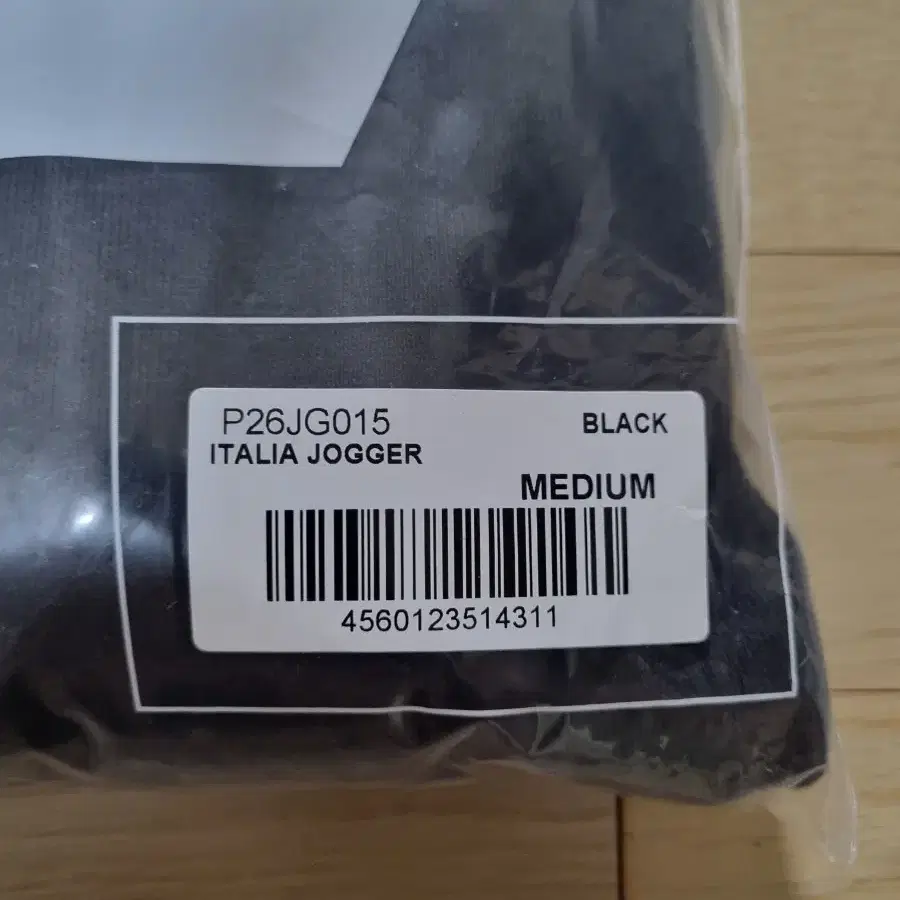 P26JG015 BLACK
ITALIA JOGGER
MEDIUM
4560123514311